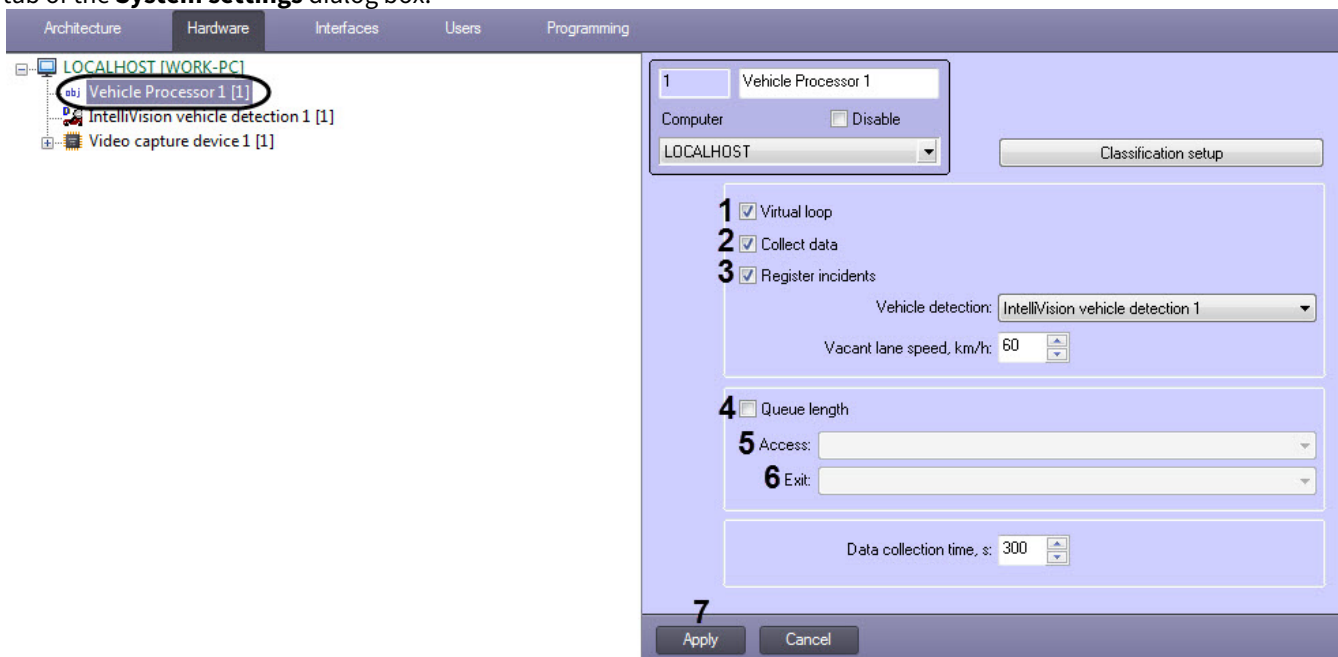 tab of the System settings dialog box.
Architecture Hardware Interfaces Users Programming
LOCALHOST [WORK-PC]
obj Vehicle Processor 1 [1]
IntelliVision vehicle detection 1 [1]
Video capture device 1 [1]
1 Vehicle Processor 1
Computer Disable
LOCALHOST
Classification setup
1 Virtual loop
2 Collect data
3 Register incidents
Vehicle detection: IntelliVision vehicle detection 1
Vacant lane speed, km/h: 60
4 Queue length
5 Access:
6 Exit:
Data collection time, s: 300
7
Apply Cancel